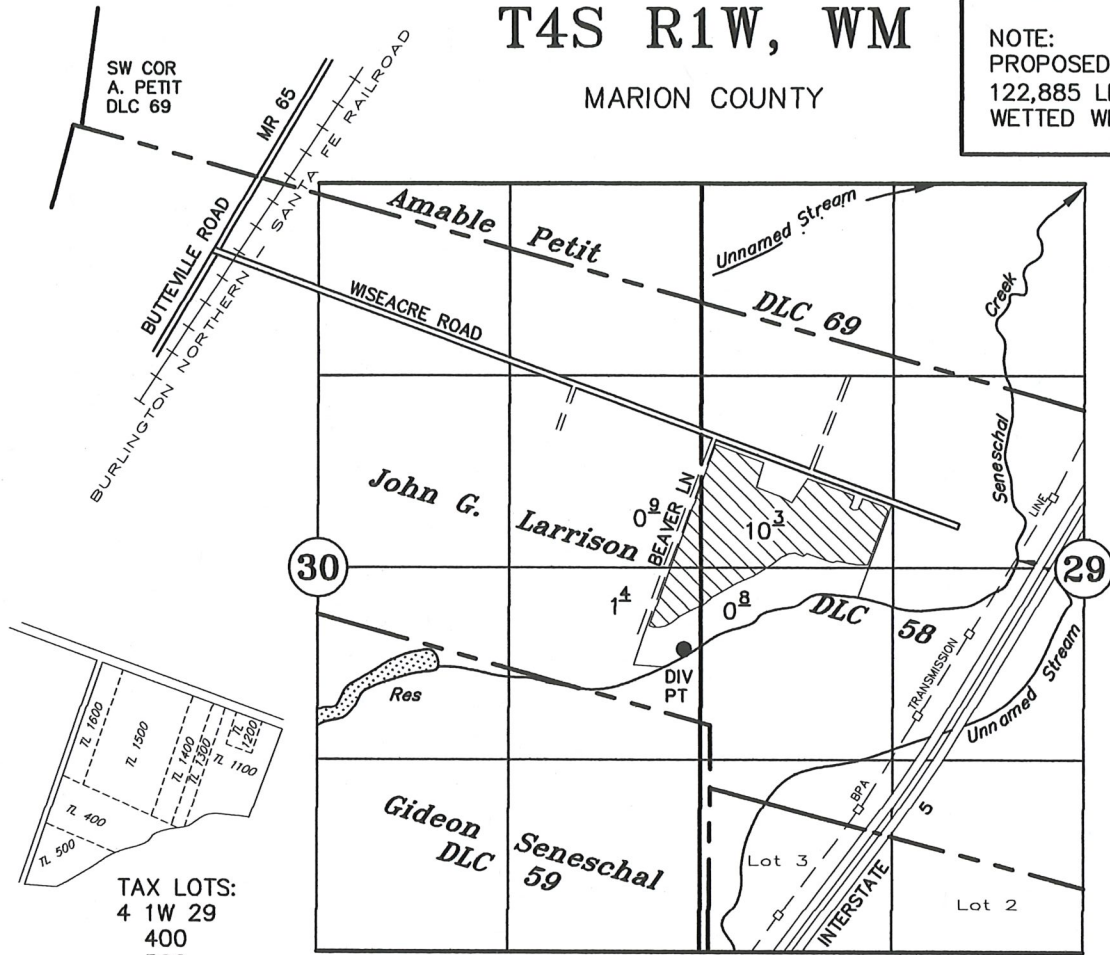 T4S R1W, WM
MARION COUNTY
NOTE:
PROPOSED
122,885
WETTED
SW COR
A. PETIT
DLC 69
MR 65
BUTTEVILLE ROAD
BURLINGTON NORTHERN - SANTA FE RAILROAD
Amable Petit
DLC 69
Unnamed Stream
Seneschal Creek
WISEACRE ROAD
John G. Larrison
DLC 58
BEAVER LN
0 9
10 3
1 4
0 8
30
29
DIV
PT
Res
TRANSMISSION LINE
BPA
Unnamed Stream
INTERSTATE 5
Gideon Seneschal
DLC 59
Lot 3
Lot 2
TL 1600
TL 1500
TL 1400
TL 1300
TL
1200
TL 1100
TL 400
TL 500
TAX LOTS:
4 1W 29
400